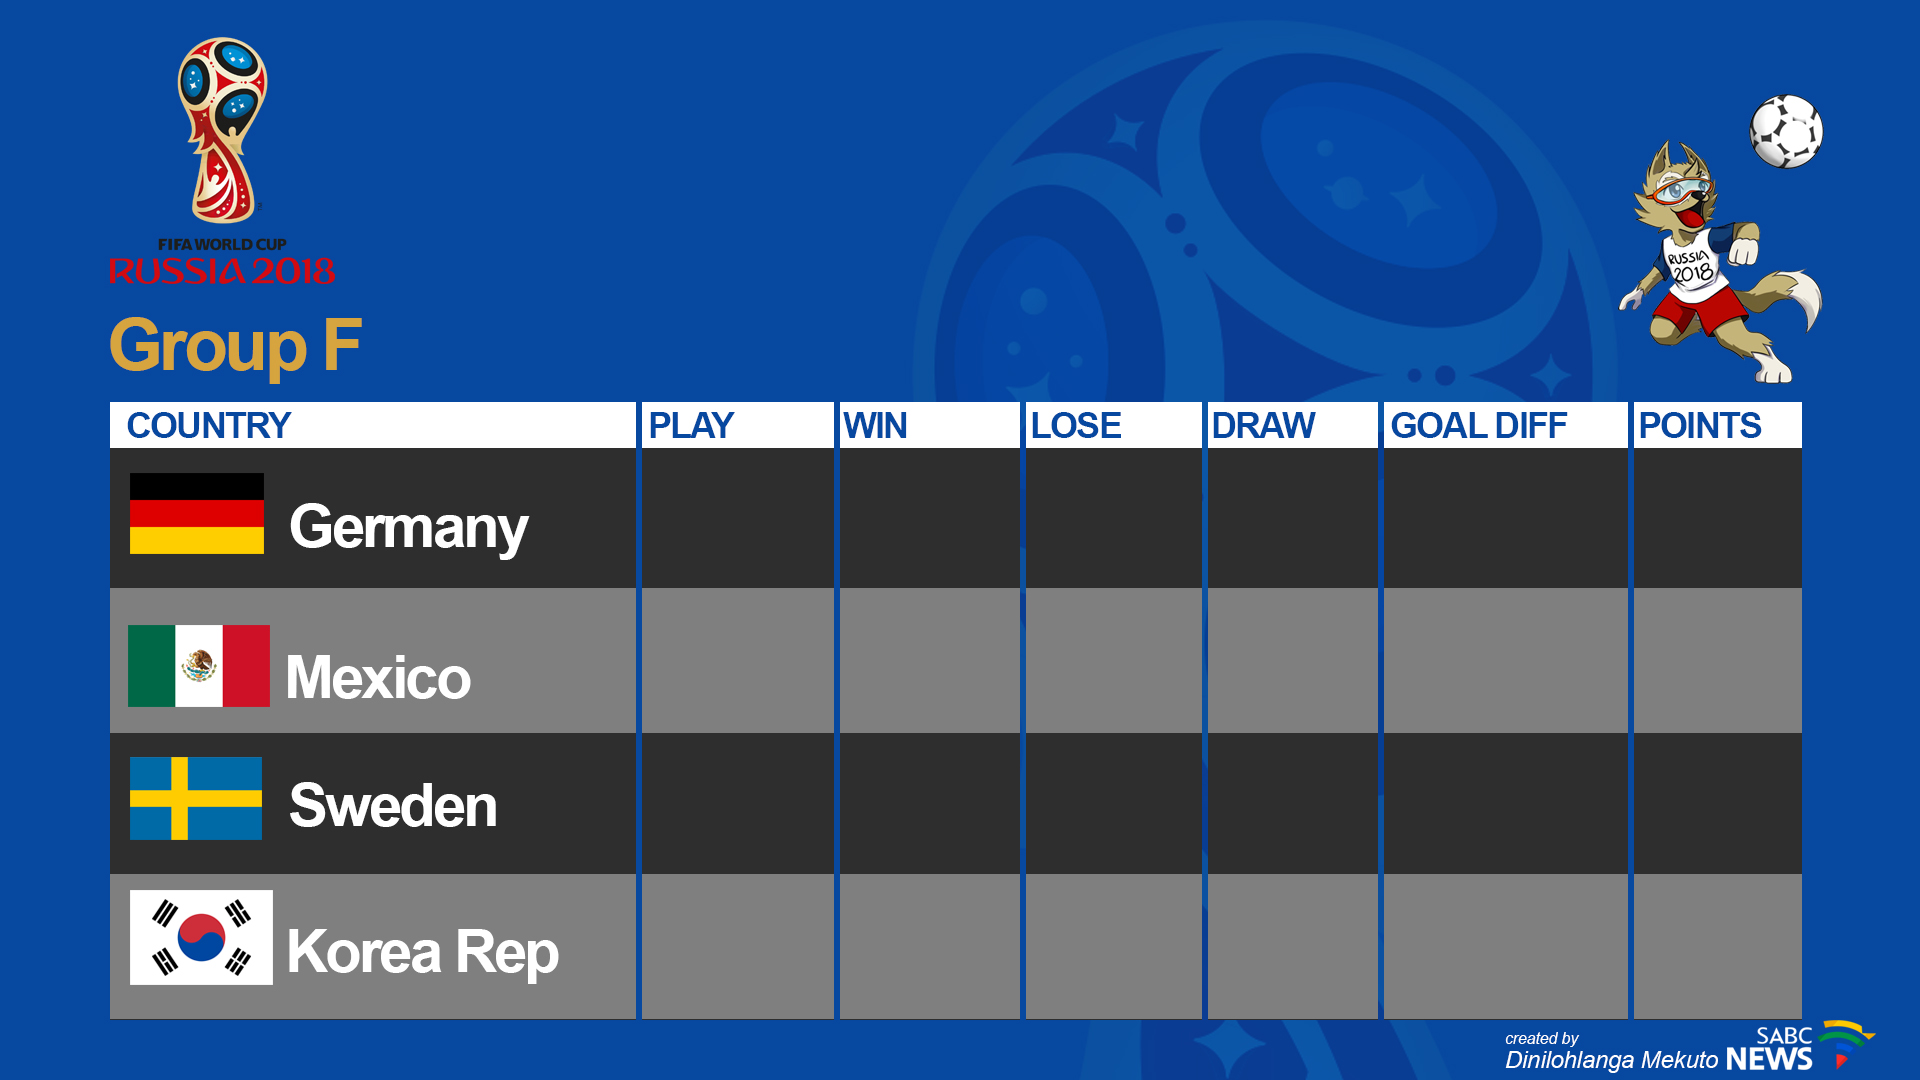 FIFA WORLD CUP
RUSSIA 2018
RUSSIA
2018
Group F
COUNTRY PLAY WIN LOSE DRAW GOAL DIFF POINTS
Germany
Mexico
Sweden
Korea Rep
created by
Dinilohlanga Mekuto
SABC
NEWS